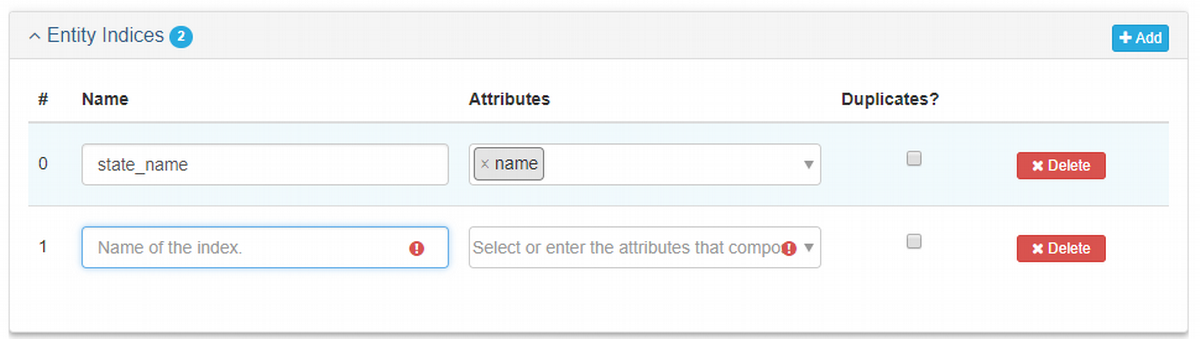 Entity Indices 2
+ Add
# Name Attributes Duplicates?
0 state_name × name ✖ Delete
1 Name of the index. Select or enter the attributes that compo ✖ Delete